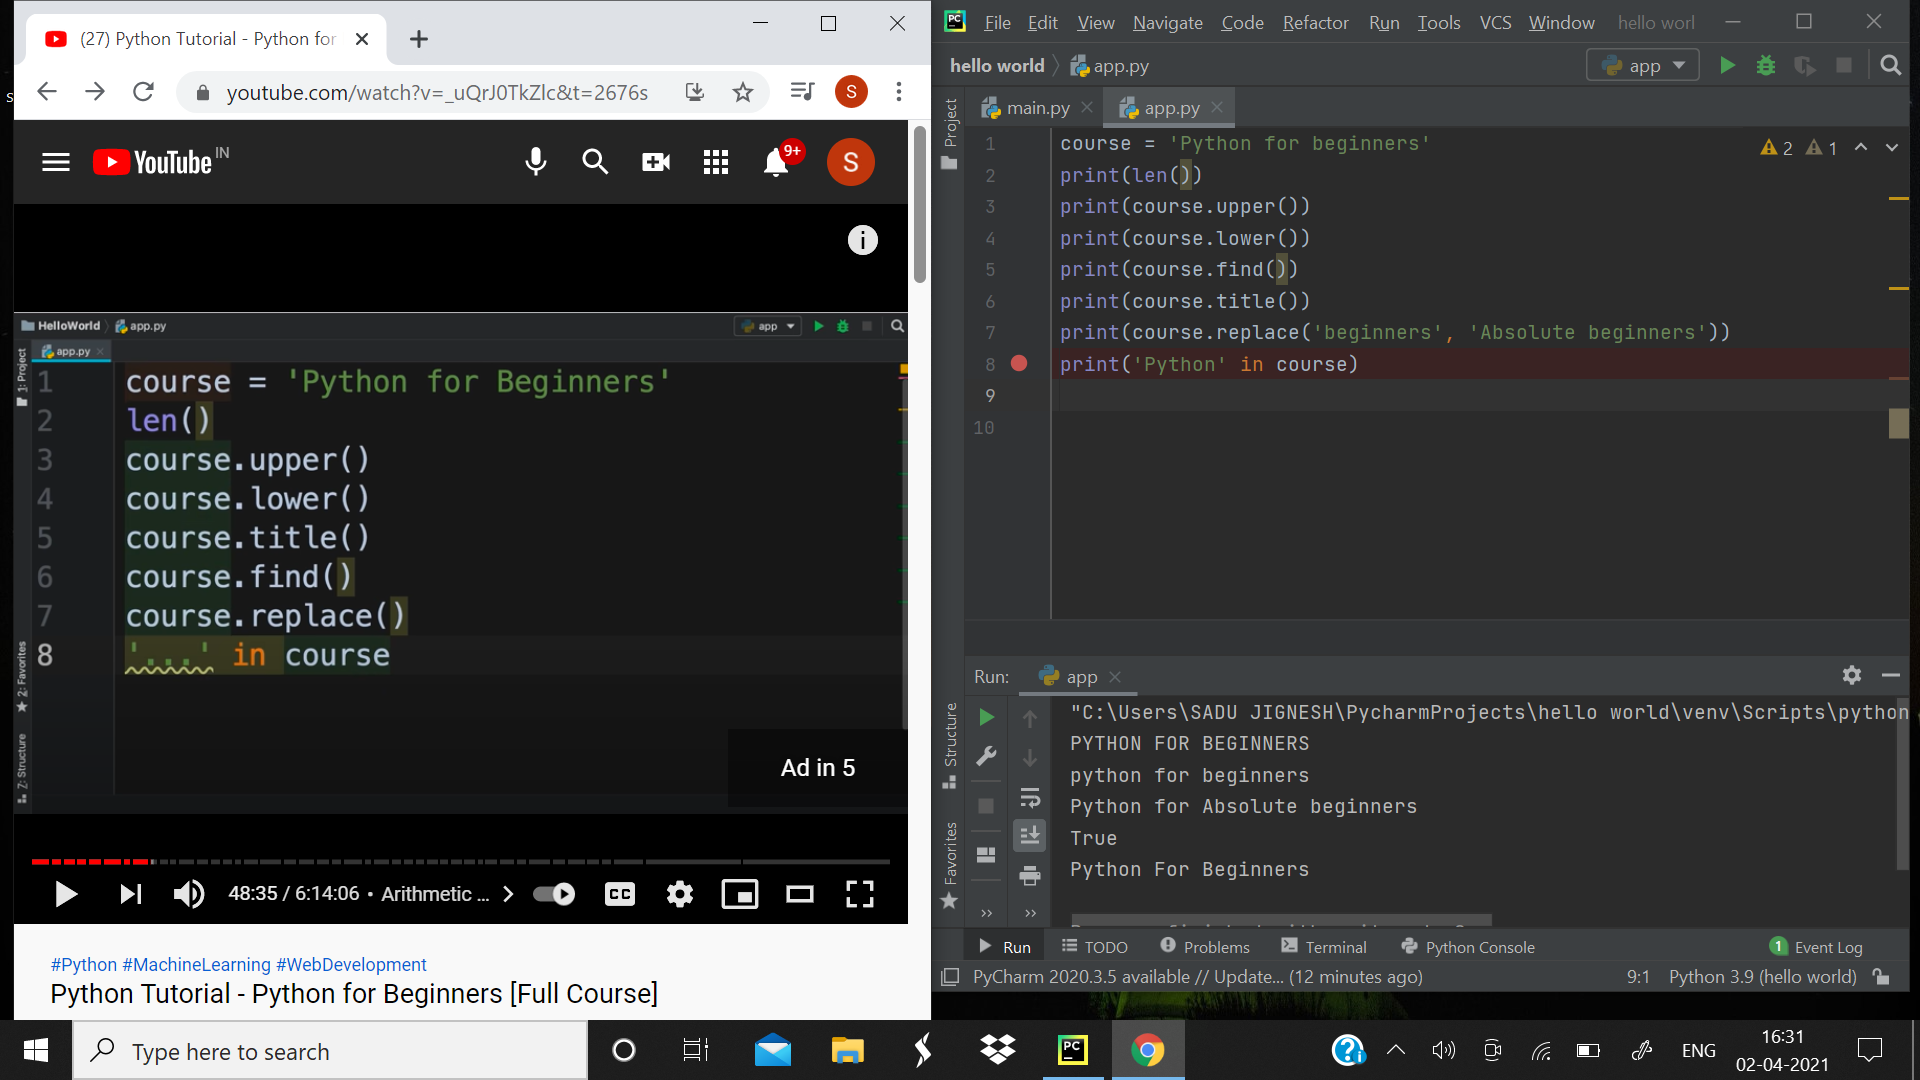 (27) Python Tutorial - Python for
youtube.com/watch?v=_uQrJ0TkZlc&t=2676s
S
YouTube IN
9+
S
i
HelloWorld app.py
app
app.py
1: Project
1 course = 'Python for Beginners'
2 len()
3 course.upper()
4 course.lower()
5 course.title()
6 course.find()
7 course.replace()
8 '...' in course
2: Favorites
Z: Structure
Ad in 5
48:35 / 6:14:06 • Arithmetic ...
CC
#Python #MachineLearning #WebDevelopment
Python Tutorial - Python for Beginners [Full Course]
PC File Edit View Navigate Code Refactor Run Tools VCS Window hello worl
hello world app.py
app
main.py app.py
Project
2 1
1 course = 'Python for beginners'
2 print(len())
3 print(course.upper())
4 print(course.lower())
5 print(course.find())
6 print(course.title())
7 print(course.replace('beginners', 'Absolute beginners'))
8 print('Python' in course)
9
10
Structure
Favorites
Run: app
"C:\Users\SADU JIGNESH\PycharmProjects\hello world\venv\Scripts\python
PYTHON FOR BEGINNERS
python for beginners
Python for Absolute beginners
True
Python For Beginners
Run TODO Problems Terminal Python Console 1 Event Log
PyCharm 2020.3.5 available // Update... (12 minutes ago) 9:1 Python 3.9 (hello world)
Type here to search
PC
ENG
16:31
02-04-2021